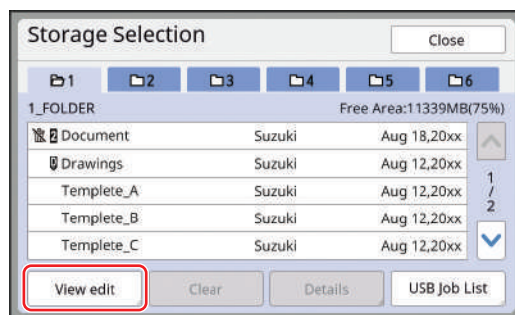 Storage Selection Close
1 2 3 4 5 6
1_FOLDER Free Area:11339MB(75%)
2 Document Suzuki Aug 18,20xx
Drawings Suzuki Aug 12,20xx
Templete_A Suzuki Aug 12,20xx
Templete_B Suzuki Aug 12,20xx
Templete_C Suzuki Aug 12,20xx
1
/
2
View edit Clear Details USB Job List